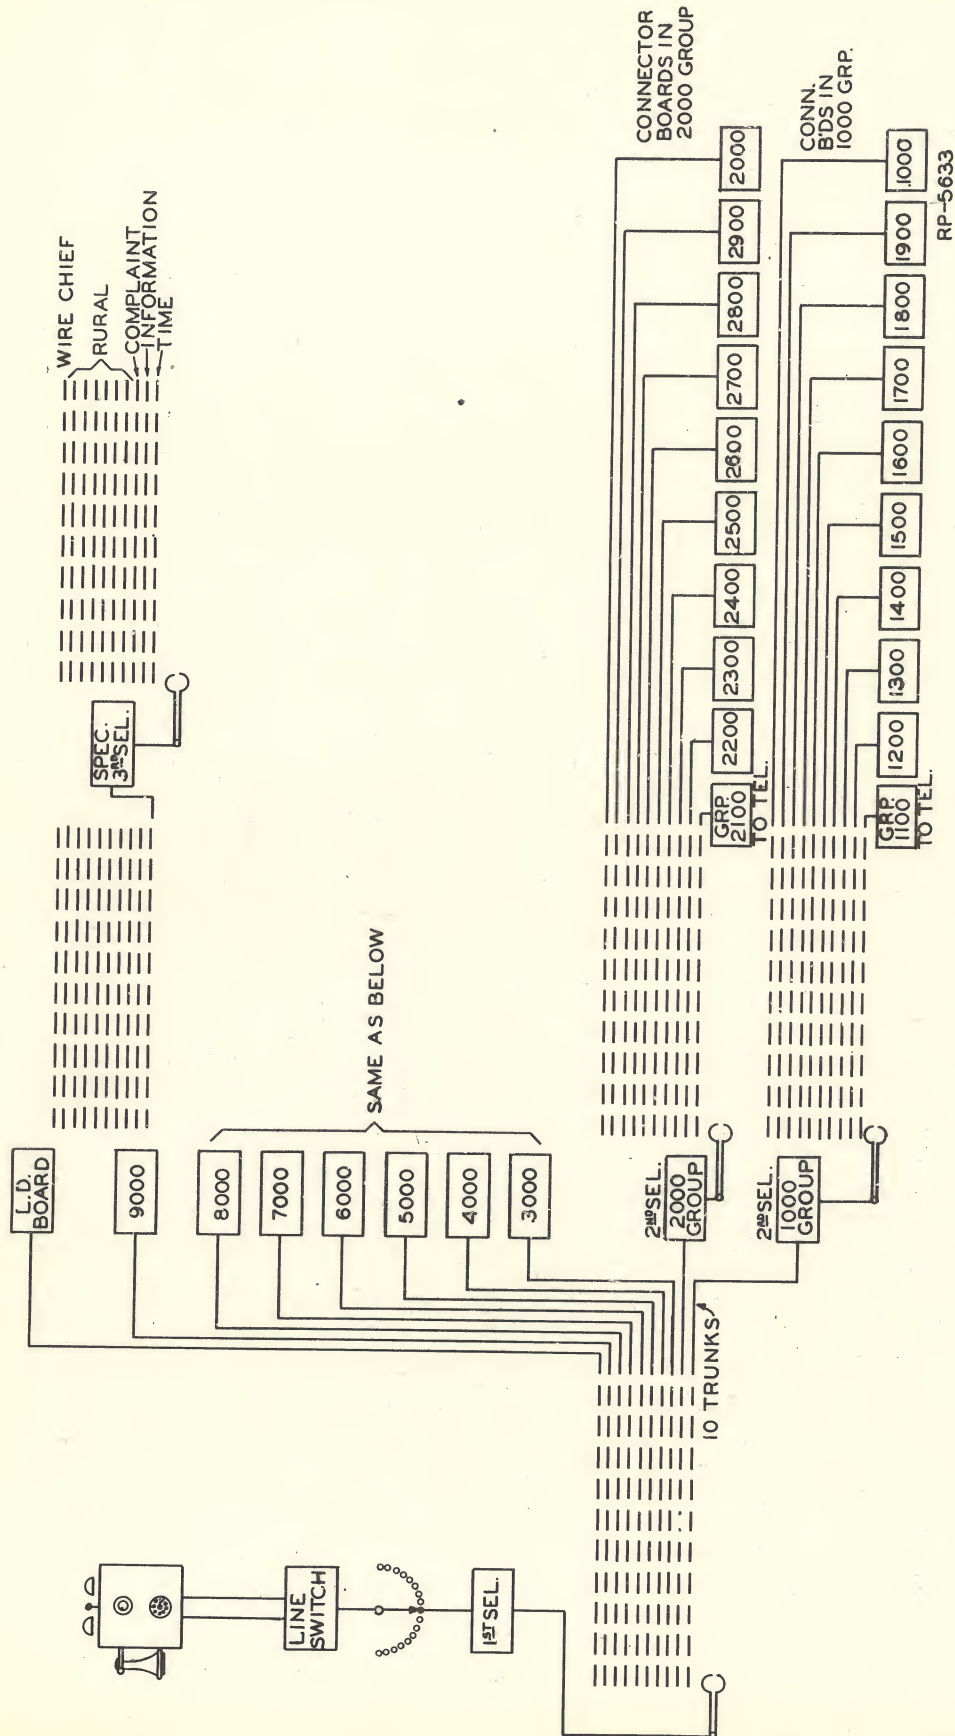 LINE
SWITCH
1ST SEL.
10 TRUNKS
L.D.
BOARD
9000
8000
7000
6000
5000
4000
3000
SAME AS BELOW
2ND SEL.
2000
GROUP
2ND SEL.
1000
GROUP
SPEC.
3RD SEL.
WIRE CHIEF
RURAL
COMPLAINT
INFORMATION
TIME
GRP.
2100
TO TEL.
2200
2300
2400
2500
2600
2700
2800
2900
2000
CONNECTOR
BOARDS IN
2000 GROUP
GRP.
1100
TO TEL.
1200
1300
1400
1500
1600
1700
1800
1900
1000
CONN.
B'DS IN
1000 GRP.
RP-5633